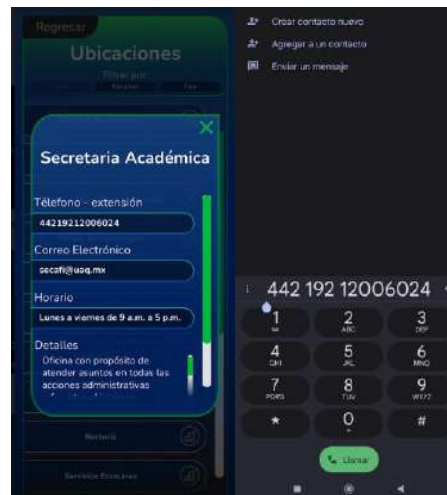 Regresar
Ubicaciones
Filtrar por
Secretaria Académica
Télefono - extensión
44219212006024
Correo Electrónico
secafi@uaq.mx
Horario
Lunes a viernes de 9 a.m. a 5 p.m.
Detalles
Oficina con propósito de
atender asuntos en todas las
acciones administrativas
Rectoría
Servicios Escolares
Crear contacto nuevo
Agregar a un contacto
Enviar un mensaje
442 192 12006024
1 2 3
ABC DEF
4 5 6
GHI JKL MNO
7 8 9
PQRS TUV WXYZ
* 0 #
+
Llamar